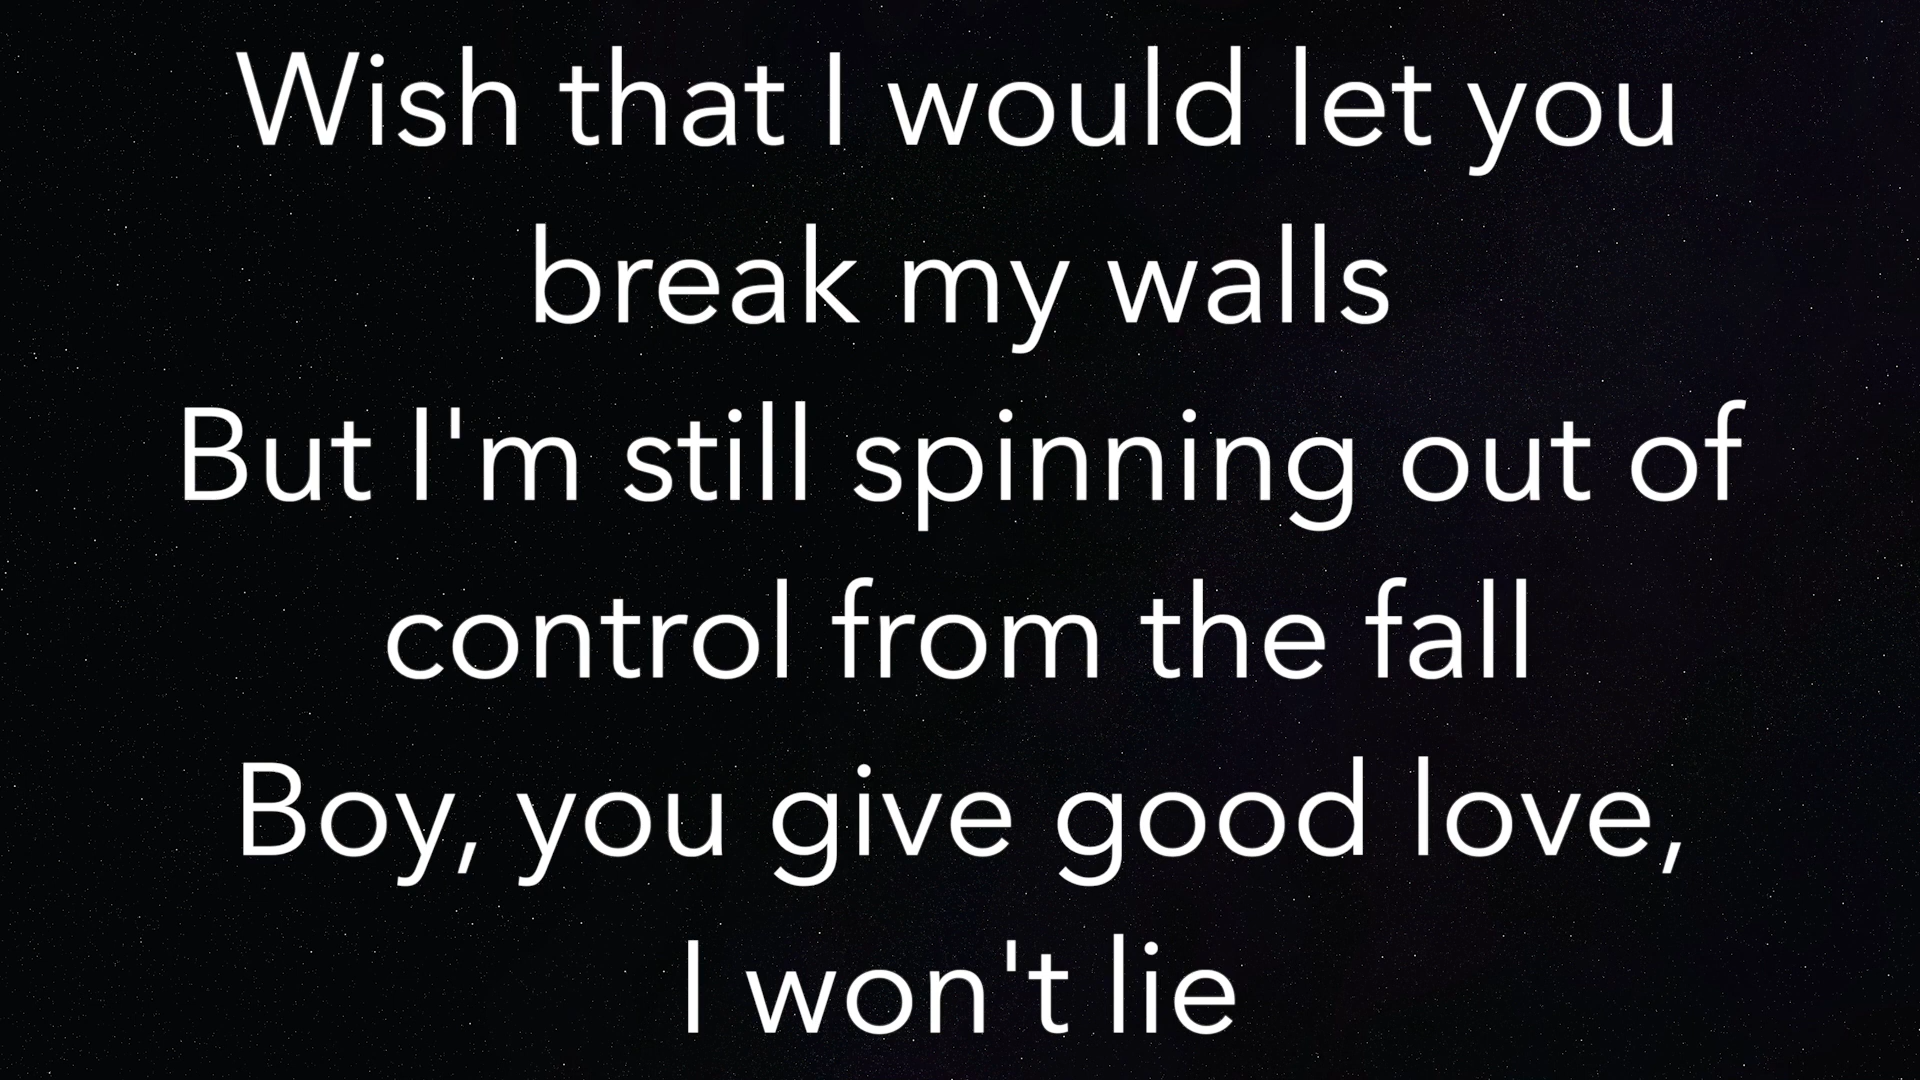 Wish that I would let you
break my walls
But I'm still spinning out of
control from the fall
Boy, you give good love,
I won't lie